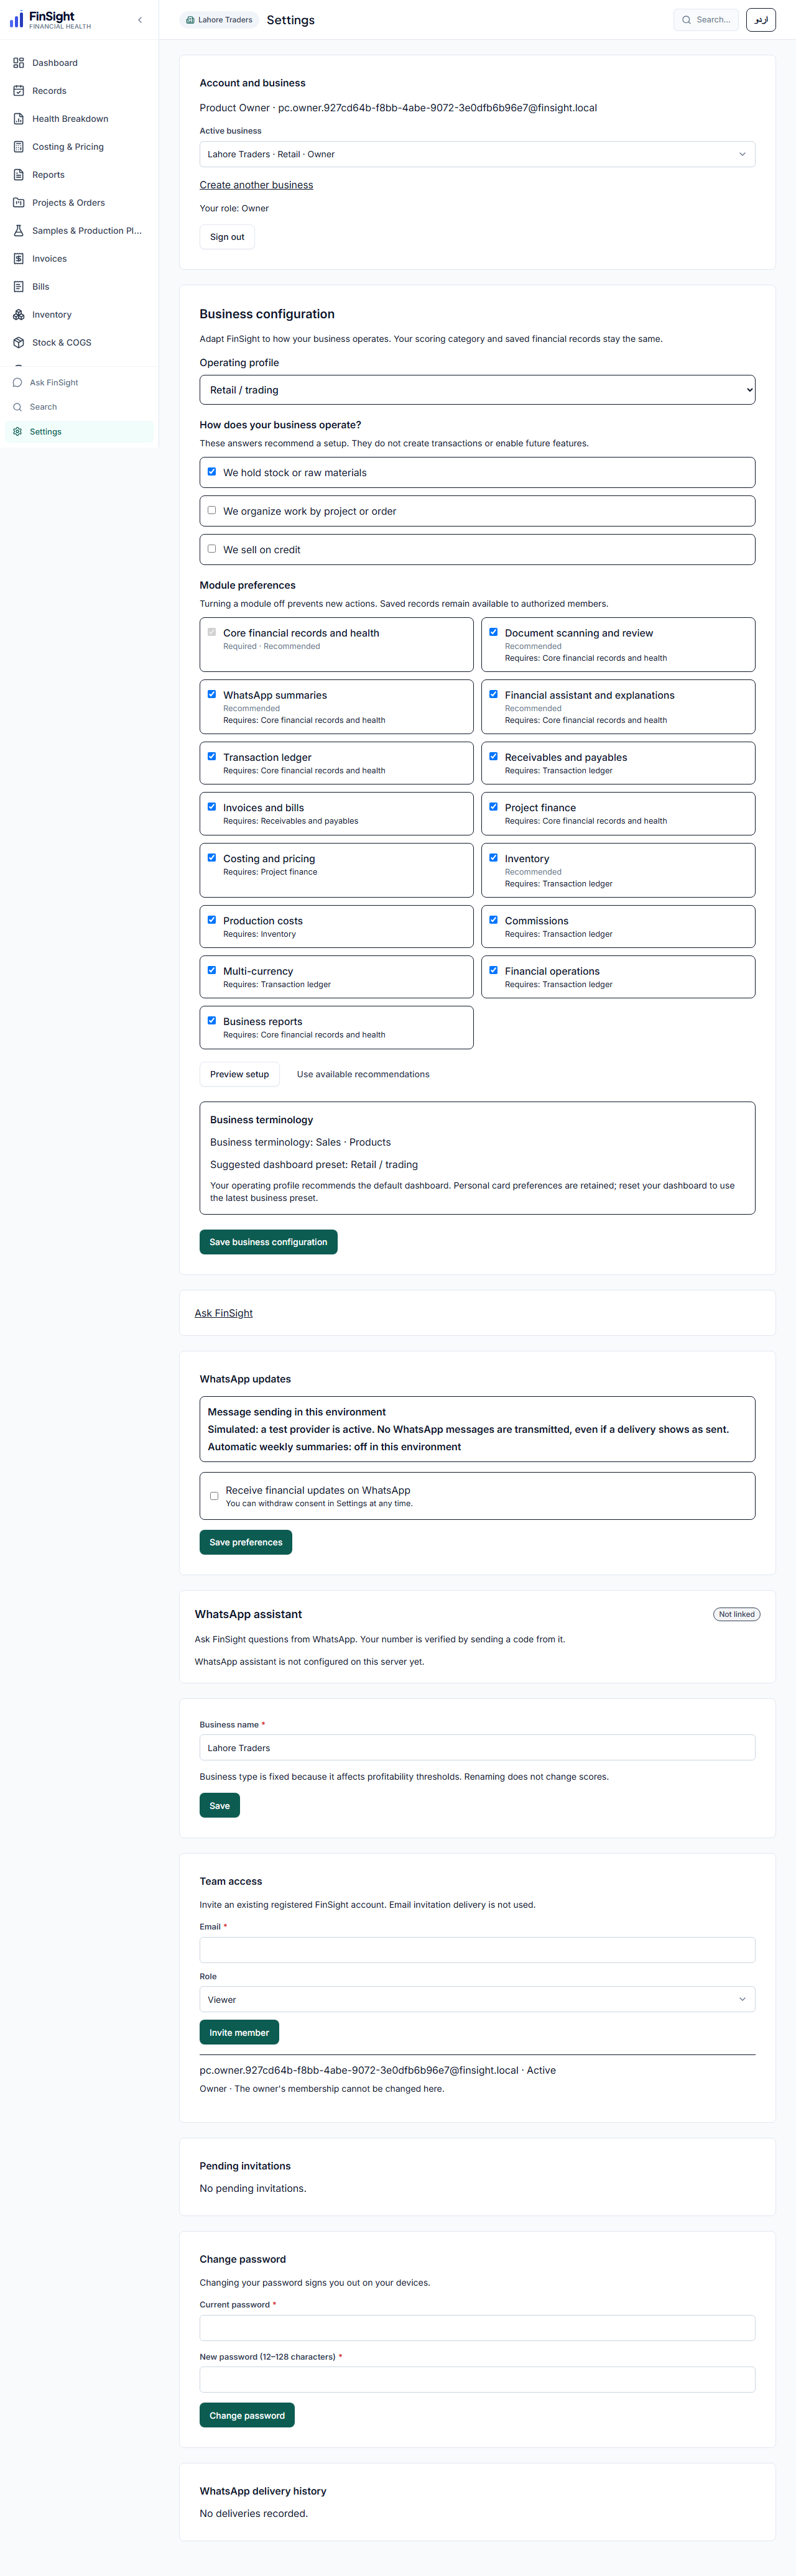 FinSight
FINANCIAL HEALTH
Dashboard
Records
Health Breakdown
Costing & Pricing
Reports
Projects & Orders
Samples & Production Pl...
Invoices
Bills
Inventory
Stock & COGS
Ask FinSight
Search
Settings
Lahore Traders
Settings
Search...
اردو
Account and business
Product Owner · pc.owner.927cd64b-f8bb-4abe-9072-3e0dfb6b96e7@finsight.local
Active business
Lahore Traders · Retail · Owner
Create another business
Your role: Owner
Sign out
Business configuration
Adapt FinSight to how your business operates. Your scoring category and saved financial records stay the same.
Operating profile
Retail / trading
How does your business operate?
These answers recommend a setup. They do not create transactions or enable future features.
We hold stock or raw materials
We organize work by project or order
We sell on credit
Module preferences
Turning a module off prevents new actions. Saved records remain available to authorized members.
Core financial records and health
Required · Recommended
Document scanning and review
Recommended
Requires: Core financial records and health
WhatsApp summaries
Recommended
Requires: Core financial records and health
Financial assistant and explanations
Recommended
Requires: Core financial records and health
Transaction ledger
Requires: Core financial records and health
Receivables and payables
Requires: Transaction ledger
Invoices and bills
Requires: Receivables and payables
Project finance
Requires: Core financial records and health
Costing and pricing
Requires: Project finance
Inventory
Recommended
Requires: Transaction ledger
Production costs
Requires: Inventory
Commissions
Requires: Transaction ledger
Multi-currency
Requires: Transaction ledger
Financial operations
Requires: Transaction ledger
Business reports
Requires: Core financial records and health
Preview setup
Use available recommendations
Business terminology
Business terminology: Sales · Products
Suggested dashboard preset: Retail / trading
Your operating profile recommends the default dashboard. Personal card preferences are retained; reset your dashboard to use
the latest business preset.
Save business configuration
Ask FinSight
WhatsApp updates
Message sending in this environment
Simulated: a test provider is active. No WhatsApp messages are transmitted, even if a delivery shows as sent.
Automatic weekly summaries: off in this environment
Receive financial updates on WhatsApp
You can withdraw consent in Settings at any time.
Save preferences
WhatsApp assistant
Not linked
Ask FinSight questions from WhatsApp. Your number is verified by sending a code from it.
WhatsApp assistant is not configured on this server yet.
Business name *
Lahore Traders
Business type is fixed because it affects profitability thresholds. Renaming does not change scores.
Save
Team access
Invite an existing registered FinSight account. Email invitation delivery is not used.
Email *
Role
Viewer
Invite member
pc.owner.927cd64b-f8bb-4abe-9072-3e0dfb6b96e7@finsight.local · Active
Owner · The owner's membership cannot be changed here.
Pending invitations
No pending invitations.
Change password
Changing your password signs you out on your devices.
Current password *
New password (12–128 characters) *
Change password
WhatsApp delivery history
No deliveries recorded.